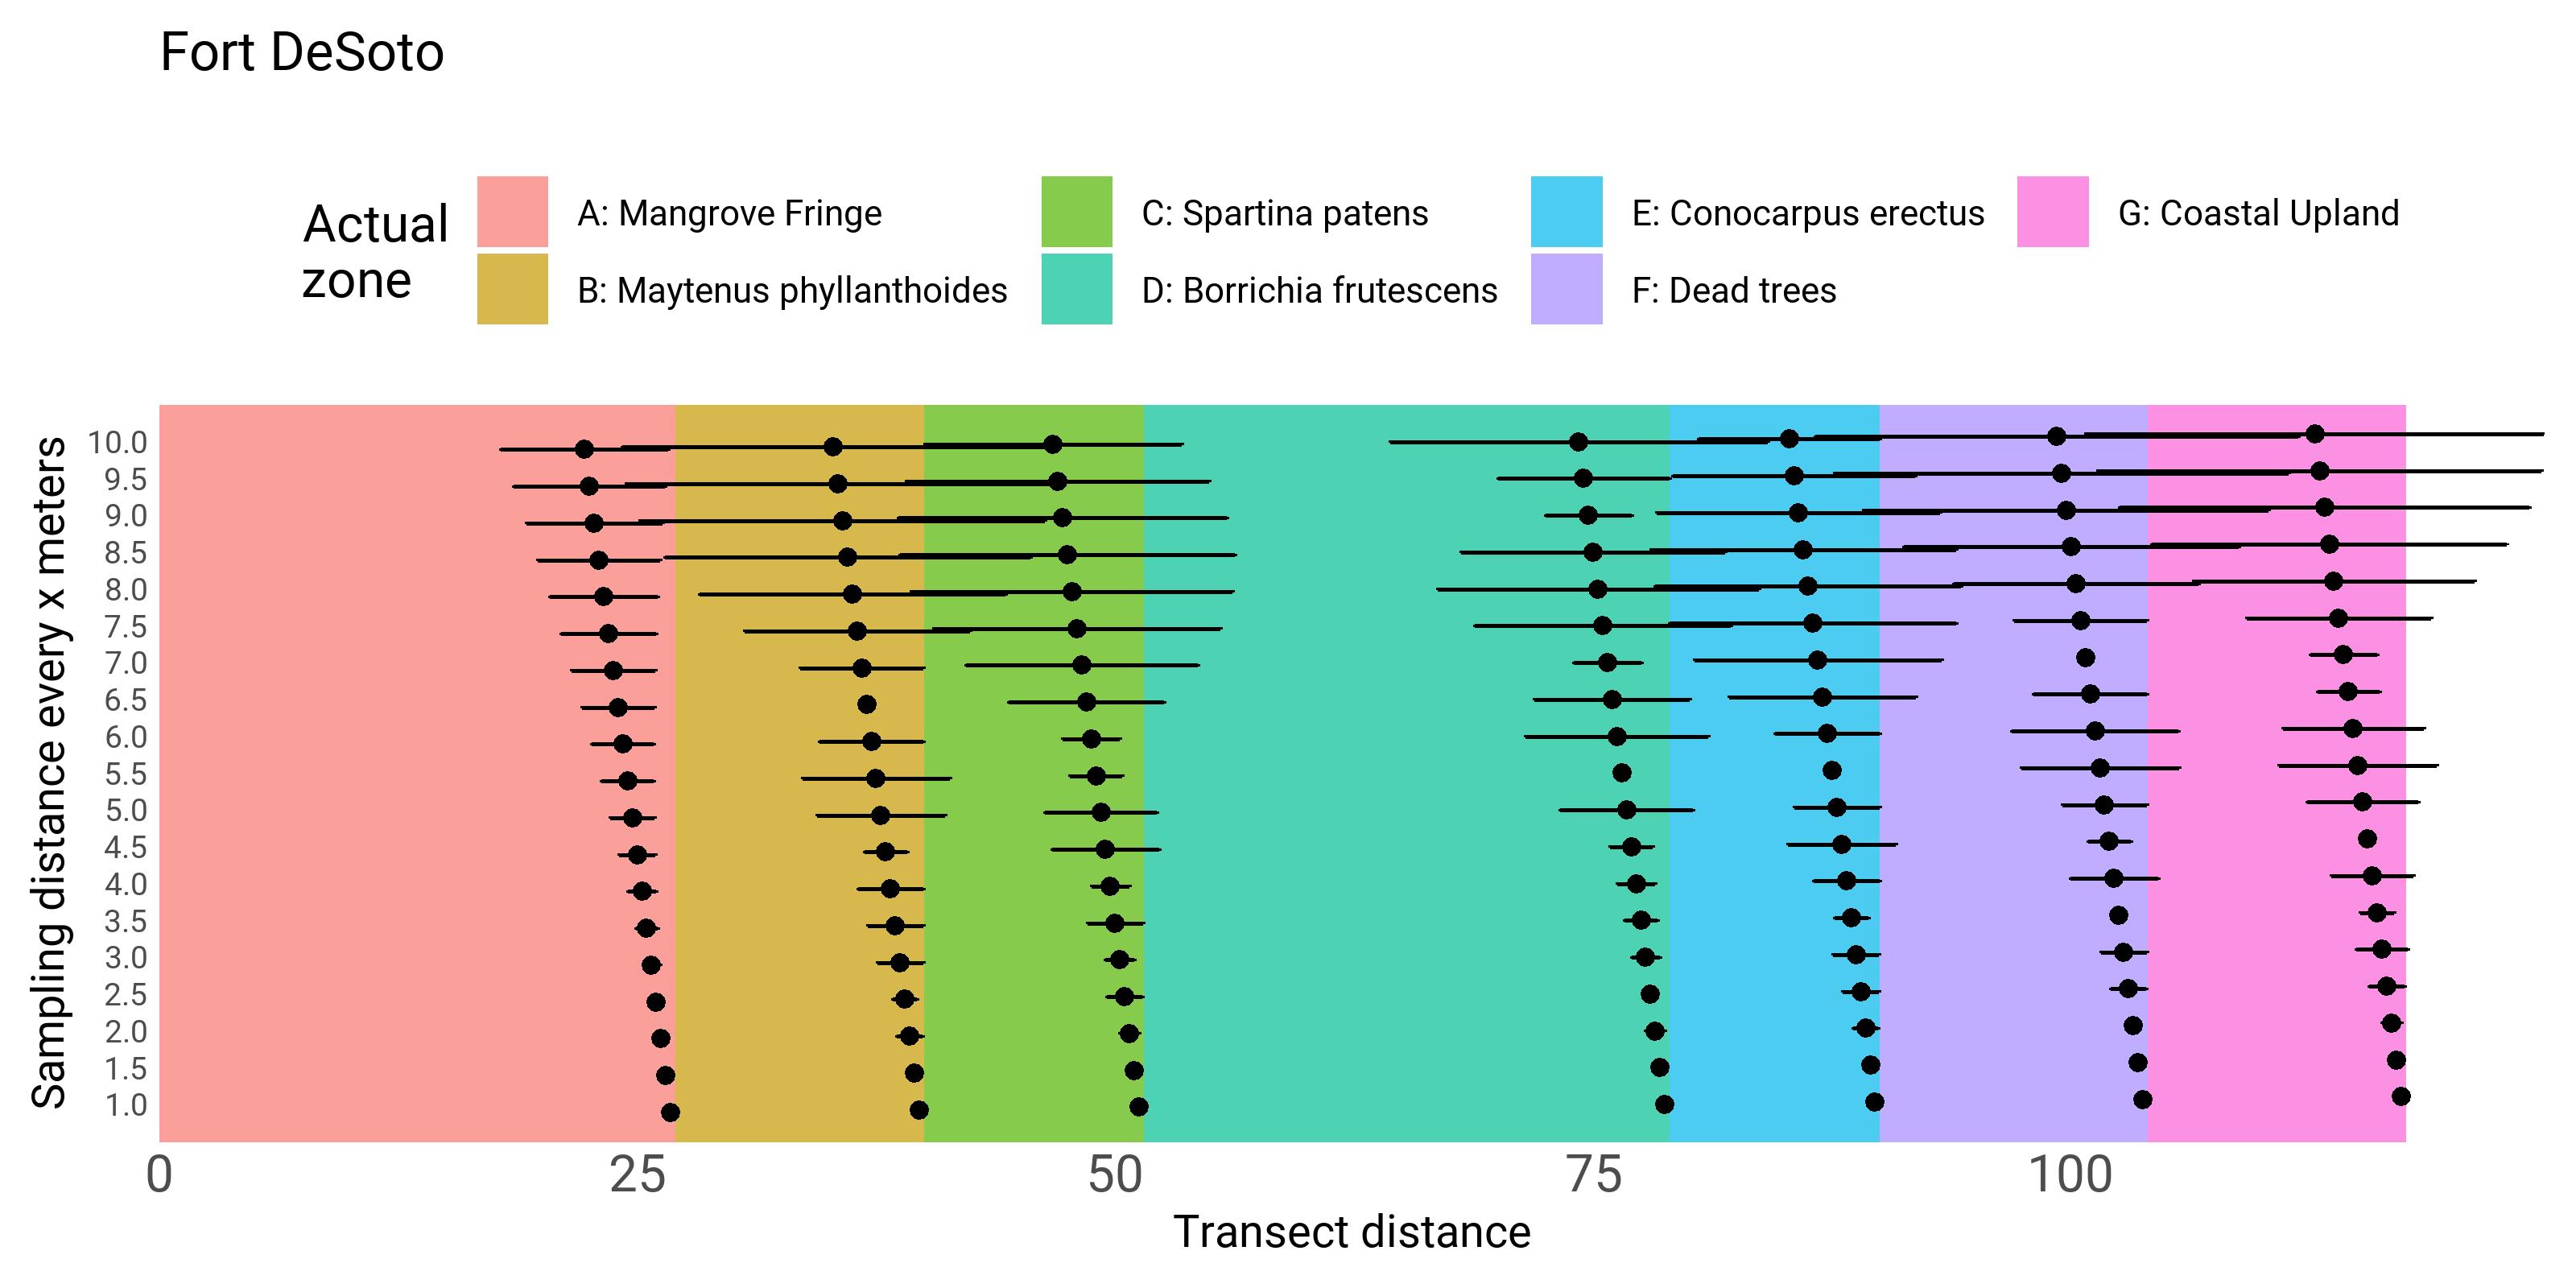 Fort DeSoto
Actual
zone
A: Mangrove Fringe
B: Maytenus phyllanthoides
C: Spartina patens
D: Borrichia frutescens
E: Conocarpus erectus
F: Dead trees
G: Coastal Upland
Sampling distance every x meters
10.0
9.5
9.0
8.5
8.0
7.5
7.0
6.5
6.0
5.5
5.0
4.5
4.0
3.5
3.0
2.5
2.0
1.5
1.0
0 25 50 75 100
Transect distance